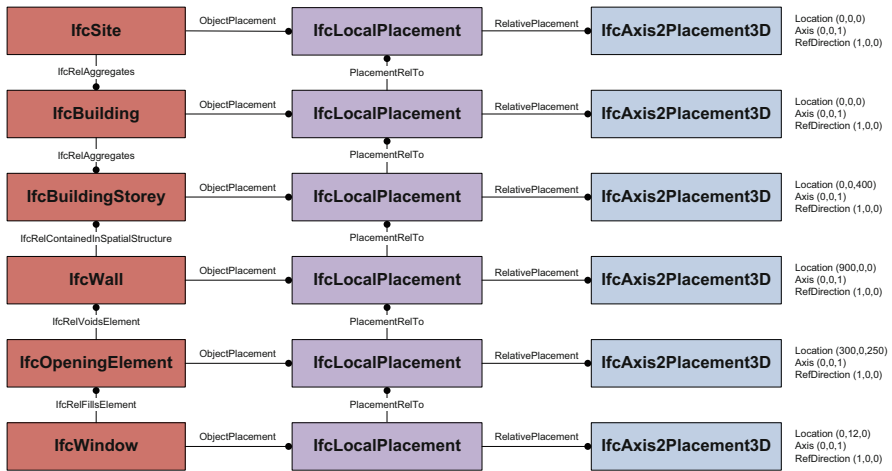 IfcSite
ObjectPlacement
IfcLocalPlacement
RelativePlacement
IfcAxis2Placement3D
Location (0,0,0)
Axis (0,0,1)
RefDirection (1,0,0)
IfcRelAggregates
PlacementRelTo
IfcBuilding
ObjectPlacement
IfcLocalPlacement
RelativePlacement
IfcAxis2Placement3D
Location (0,0,0)
Axis (0,0,1)
RefDirection (1,0,0)
IfcRelAggregates
PlacementRelTo
IfcBuildingStorey
ObjectPlacement
IfcLocalPlacement
RelativePlacement
IfcAxis2Placement3D
Location (0,0,400)
Axis (0,0,1)
RefDirection (1,0,0)
IfcRelContainedInSpatialStructure
PlacementRelTo
IfcWall
ObjectPlacement
IfcLocalPlacement
RelativePlacement
IfcAxis2Placement3D
Location (900,0,0)
Axis (0,0,1)
RefDirection (1,0,0)
IfcRelVoidsElement
PlacementRelTo
IfcOpeningElement
ObjectPlacement
IfcLocalPlacement
RelativePlacement
IfcAxis2Placement3D
Location (300,0,250)
Axis (0,0,1)
RefDirection (1,0,0)
IfcRelFillsElement
PlacementRelTo
IfcWindow
ObjectPlacement
IfcLocalPlacement
RelativePlacement
IfcAxis2Placement3D
Location (0,12,0)
Axis (0,0,1)
RefDirection (1,0,0)